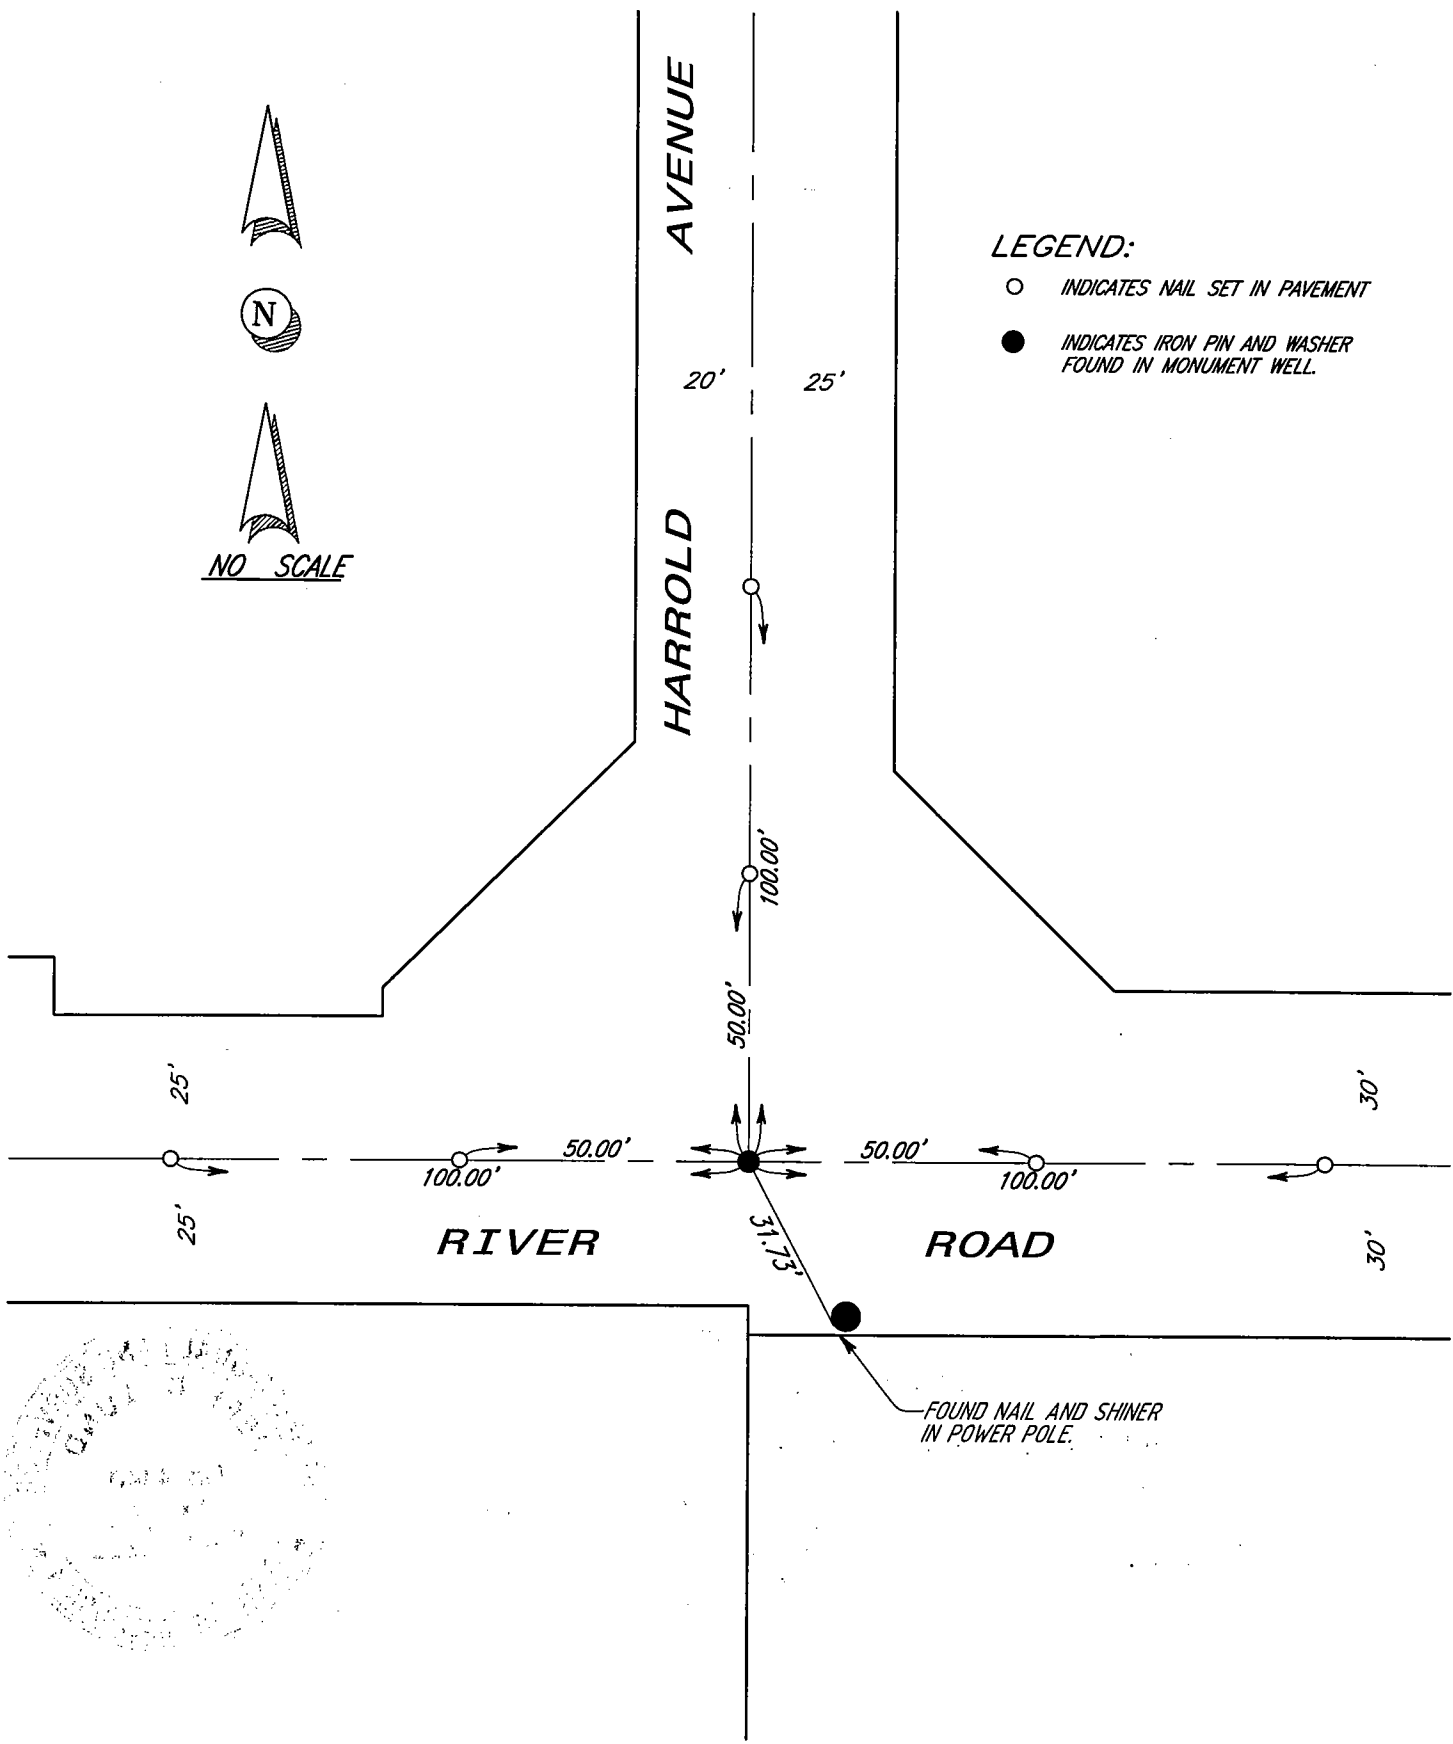 AVENUE
LEGEND:
INDICATES NAIL SET IN PAVEMENT
N
INDICATES IRON PIN AND WASHER
FOUND IN MONUMENT WELL.
20' 25'
HARROLD
NO SCALE
100.00'
50.00'
25'
30'
50.00'
50.00'
100.00'
100.00'
25'
30'
RIVER ROAD
31.73'
FOUND NAIL AND SHINER
IN POWER POLE.